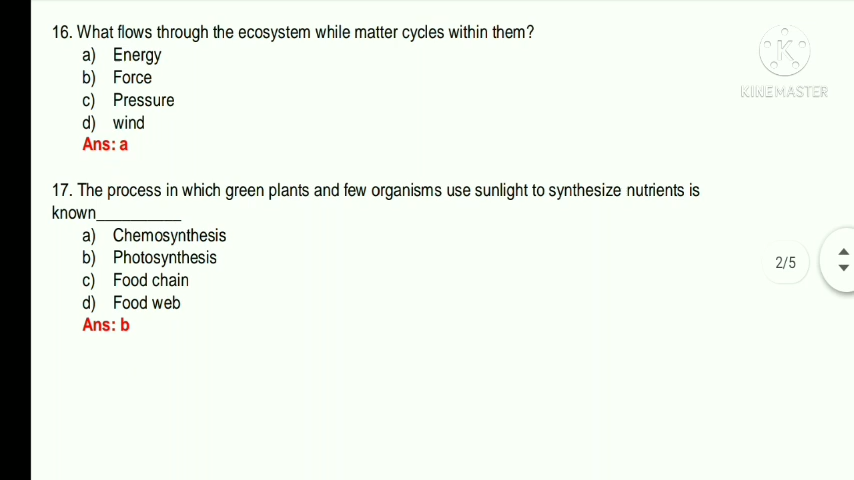 16. What flows through the ecosystem while matter cycles within them?
a) Energy
b) Force
c) Pressure
d) wind
Ans: a
17. The process in which green plants and few organisms use sunlight to synthesize nutrients is
known__________
a) Chemosynthesis
b) Photosynthesis
c) Food chain
d) Food web
Ans: b
K
KINEMASTER
2/5